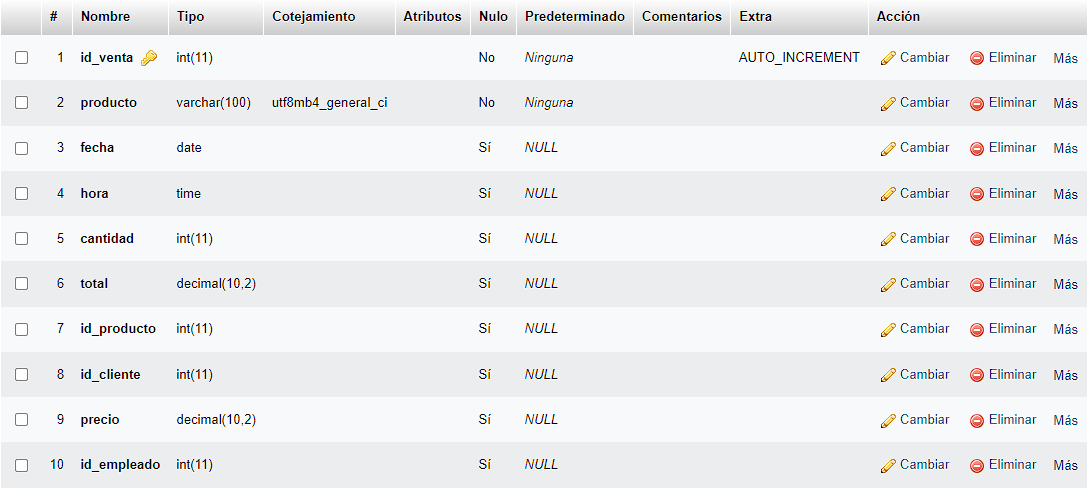 # Nombre Tipo Cotejamiento Atributos Nulo Predeterminado Comentarios Extra Acción
1 id_venta int(11) No Ninguna AUTO_INCREMENT Cambiar Eliminar Más
2 producto varchar(100) utf8mb4_general_ci No Ninguna Cambiar Eliminar Más
3 fecha date Sí NULL Cambiar Eliminar Más
4 hora time Sí NULL Cambiar Eliminar Más
5 cantidad int(11) Sí NULL Cambiar Eliminar Más
6 total decimal(10,2) Sí NULL Cambiar Eliminar Más
7 id_producto int(11) Sí NULL Cambiar Eliminar Más
8 id_cliente int(11) Sí NULL Cambiar Eliminar Más
9 precio decimal(10,2) Sí NULL Cambiar Eliminar Más
10 id_empleado int(11) Sí NULL Cambiar Eliminar Más